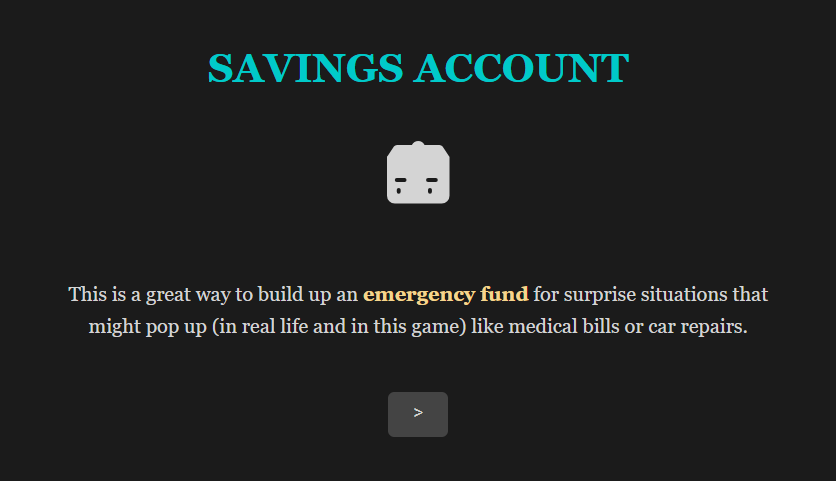 SAVINGS ACCOUNT
This is a great way to build up an emergency fund for surprise situations that
might pop up (in real life and in this game) like medical bills or car repairs.
>